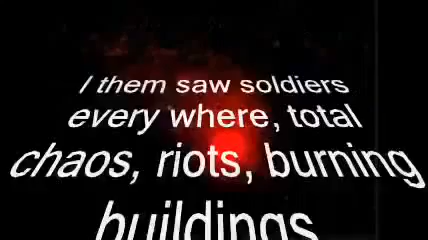 I them saw soldiers
every where, total
chaos, riots, burning
buildings.